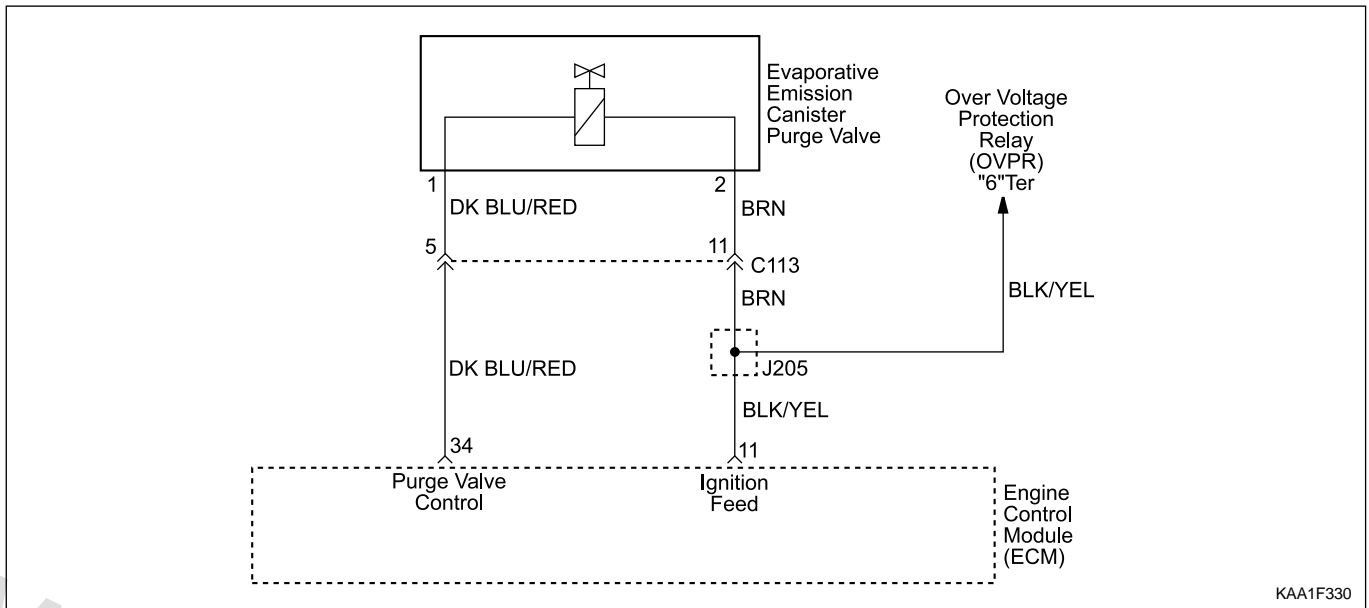 Evaporative
Emission
Canister
Purge Valve
Over Voltage
Protection
Relay
(OVPR)
"6"Ter
1
2
DK BLU/RED
BRN
5
11
C113
BRN
BLK/YEL
DK BLU/RED
J205
BLK/YEL
34
11
Purge Valve
Control
Ignition
Feed
Engine
Control
Module
(ECM)
KAA1F330